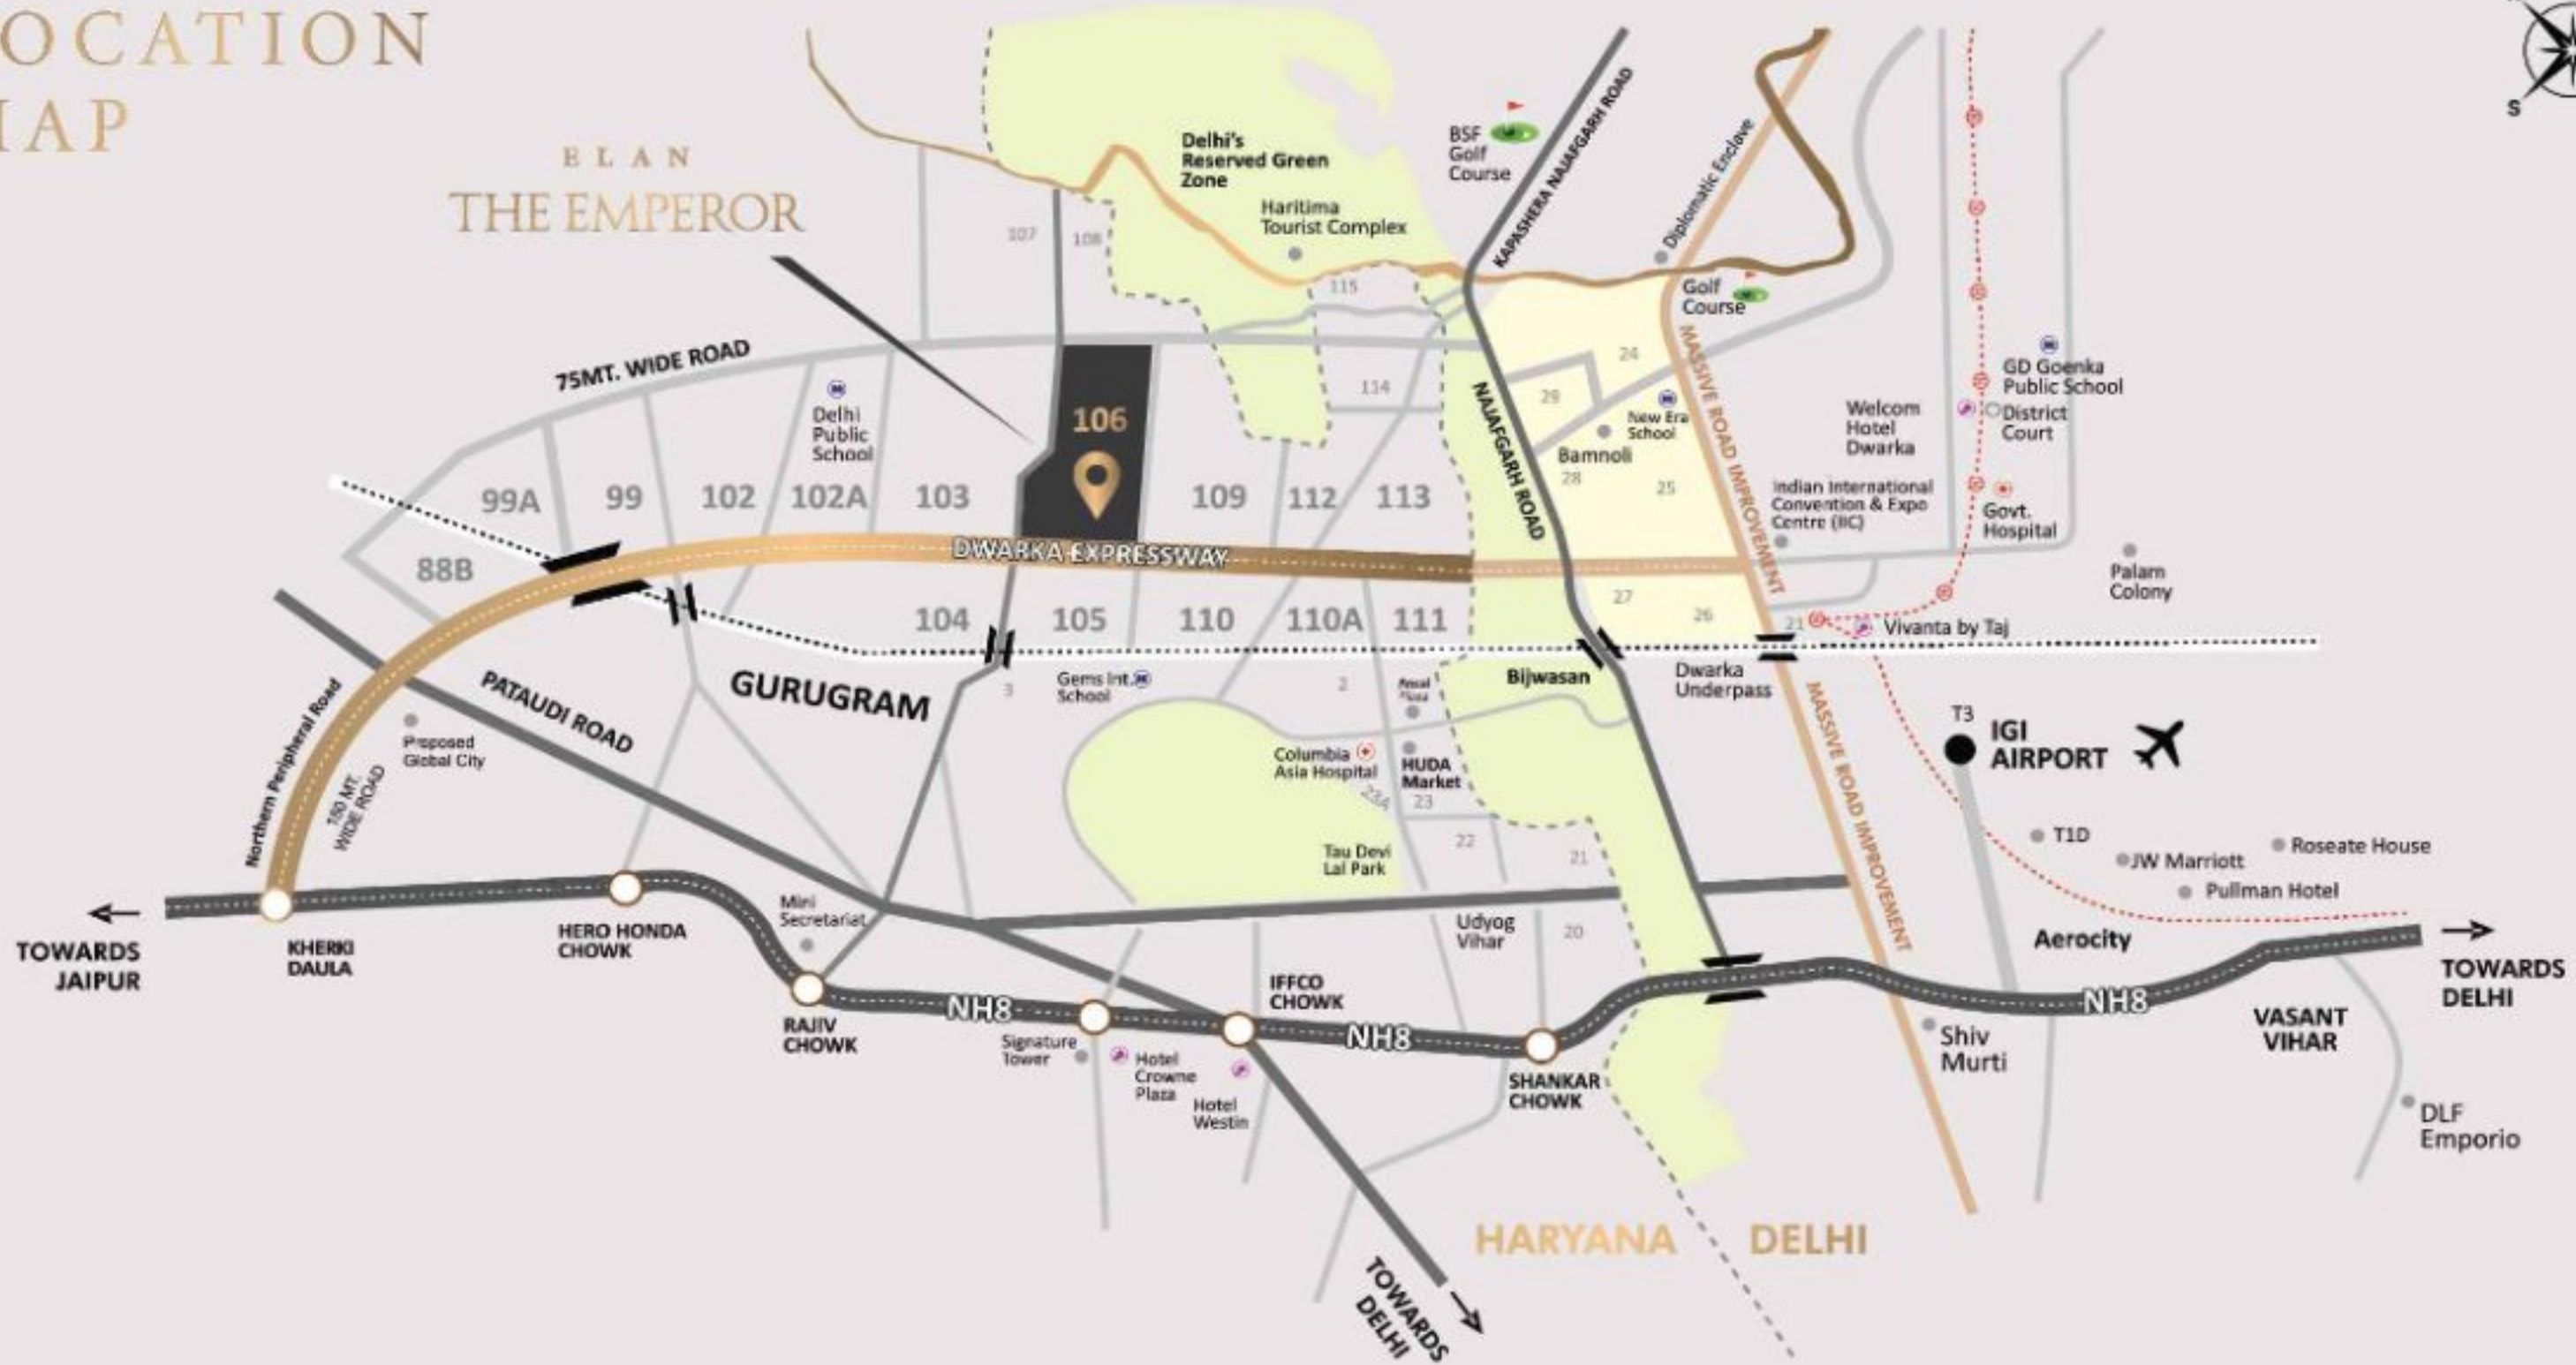 OCATION
MAP
ELAN
THE EMPEROR
S
Delhi's
Reserved Green
Zone
Haritima
Tourist Complex
BSF
Golf
Course
KAPASHERA NAJAFGARH ROAD
Diplomatic Enclave
Golf
Course
107
108
115
75MT. WIDE ROAD
Delhi
Public
School
106
114
NAJAFGARH ROAD
24
29
New Era
School
Bamnoli
28
25
MASSIVE ROAD IMPROVEMENT
Welcom
Hotel
Dwarka
GD Goenka
Public School
District
Court
Indian International
Convention & Expo
Centre (IIC)
Govt.
Hospital
Palam
Colony
99A
99
102
102A
103
109
112
113
88B
DWARKA EXPRESSWAY
104
105
110
110A
111
27
26
21
Vivanta by Taj
Northern Peripheral Road
150 MT.
WIDE ROAD
PATAUDI ROAD
Proposed
Global City
GURUGRAM
3
Gems Int.
School
2
Ansal
Plaza
Bijwasan
Dwarka
Underpass
MASSIVE ROAD IMPROVEMENT
T3
IGI
AIRPORT
Columbia
Asia Hospital
HUDA
Market
23A
23
22
21
Tau Devi
Lal Park
T1D
JW Marriott
Roseate House
Pullman Hotel
Mini
Secretariat
Udyog
Vihar
20
Aerocity
TOWARDS
JAIPUR
KHERKI
DAULA
HERO HONDA
CHOWK
RAJIV
CHOWK
NH8
Signature
Tower
Hotel
Crowne
Plaza
Hotel
Westin
IFFCO
CHOWK
NH8
SHANKAR
CHOWK
NH8
Shiv
Murti
VASANT
VIHAR
TOWARDS
DELHI
DLF
Emporio
HARYANA
DELHI
TOWARDS
DELHI